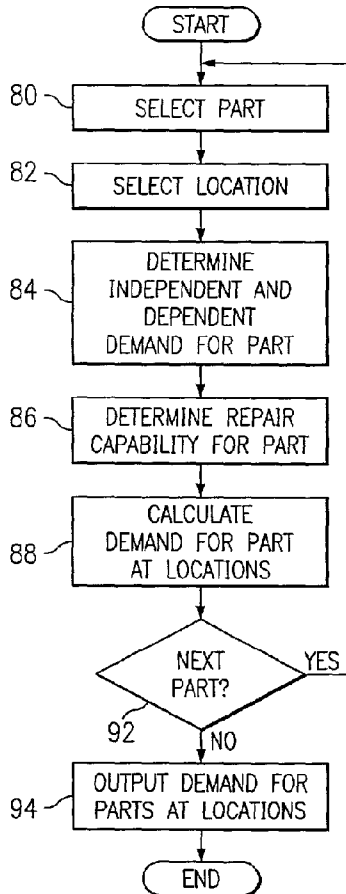 START
80
SELECT PART
82
SELECT LOCATION
84
DETERMINE
INDEPENDENT AND
DEPENDENT
DEMAND FOR PART
86
DETERMINE REPAIR
CAPABILITY FOR PART
88
CALCULATE
DEMAND FOR PART
AT LOCATIONS
NEXT
PART?
YES
92
NO
94
OUTPUT DEMAND FOR
PARTS AT LOCATIONS
END